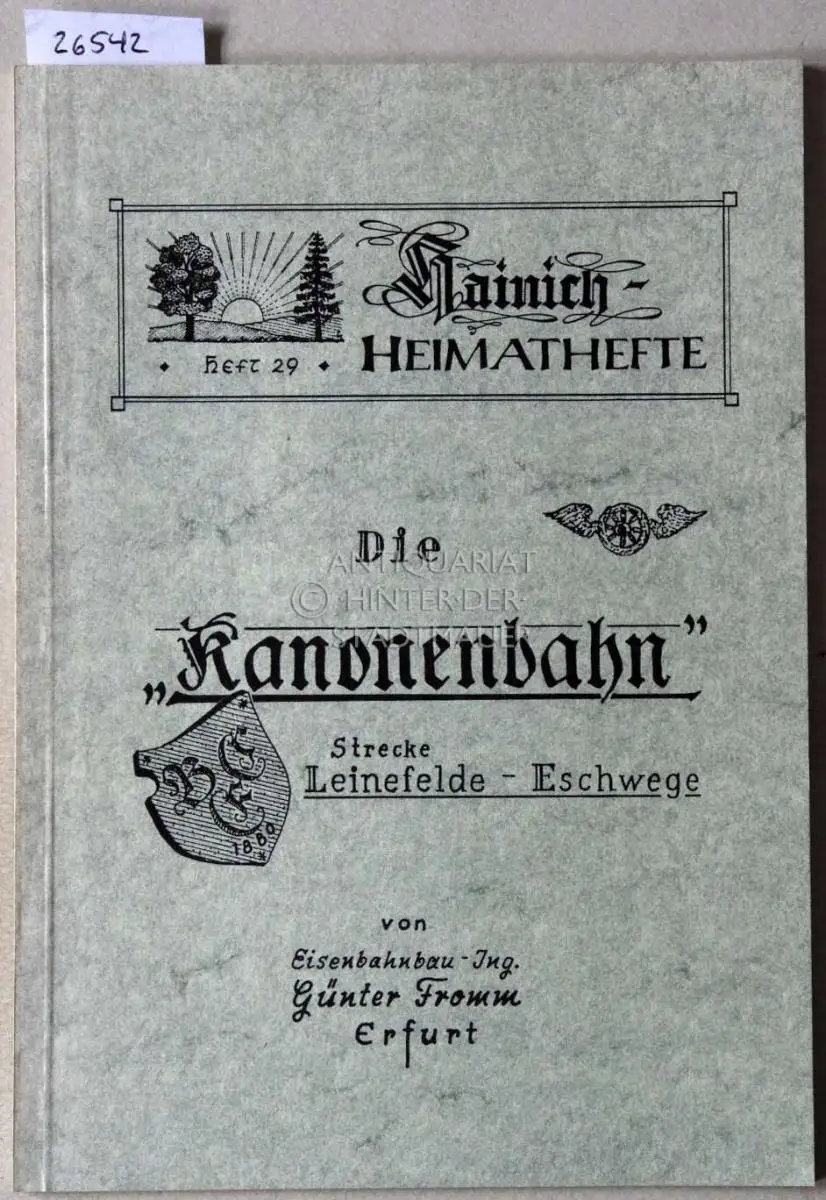 26542
Hainich-
HEIMATHEFTE
Heft 29
Die
ANTIQUARIAT
© HINTER·DER·
STADTMAUER
„Kanonenbahn”
Strecke
Leinefelde - Eschwege
1880
von
Eisenbahnbau-Ing.
Günter Fromm
Erfurt